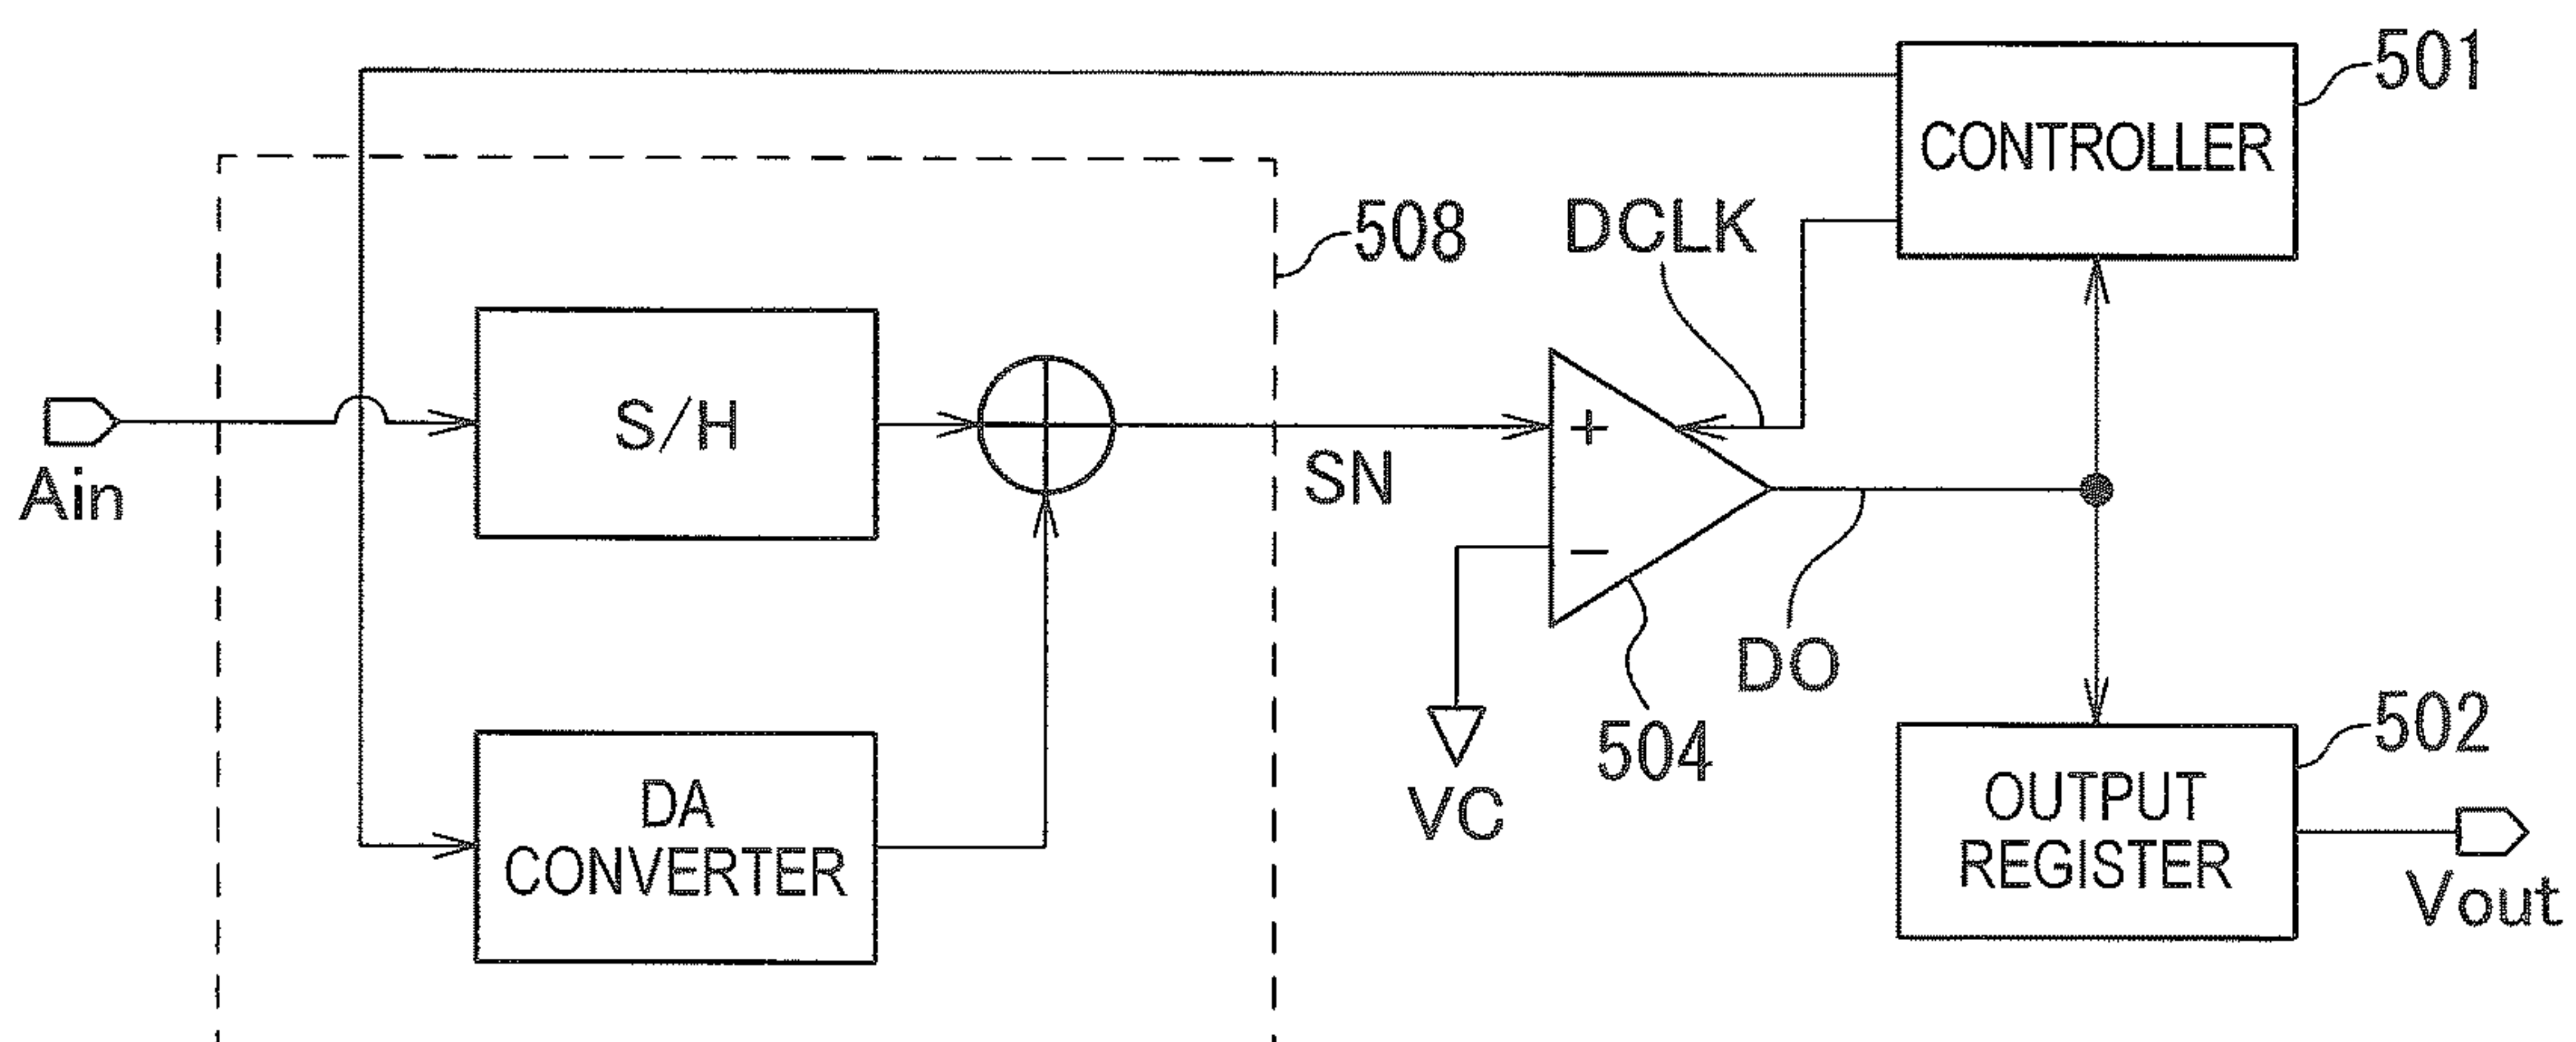 501
CONTROLLER
508
DCLK
S/H
+
Ain
SN
−
DO
504
VC
DA
CONVERTER
502
OUTPUT
REGISTER
Vout